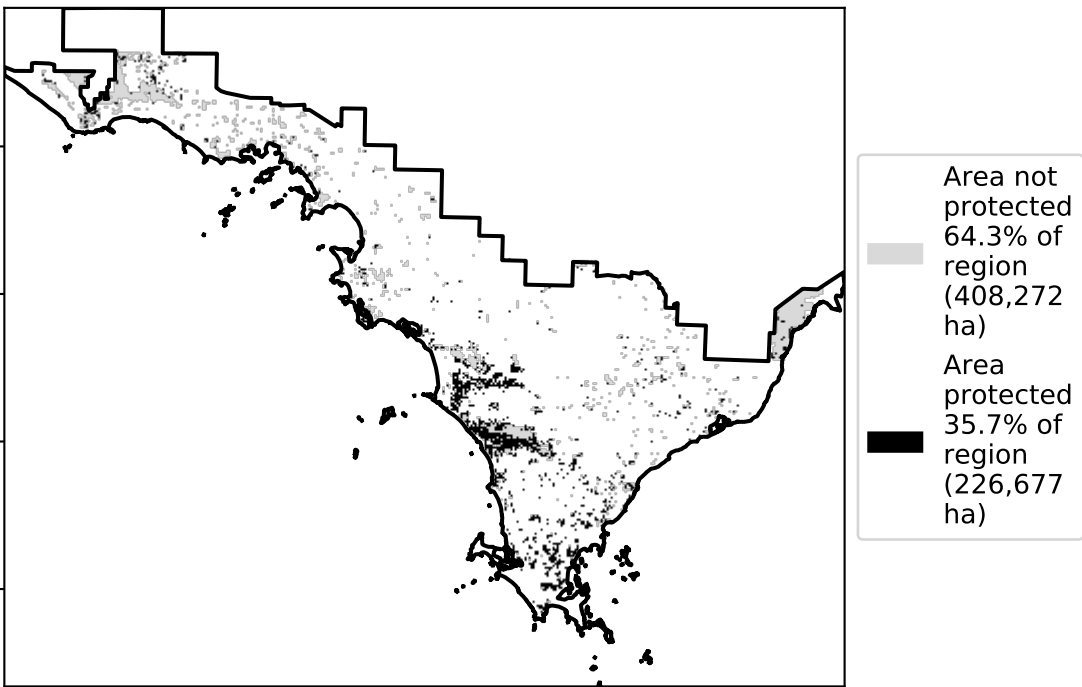 Area not
protected
64.3% of
region
(408,272
ha)
Area
protected
35.7% of
region
(226,677
ha)